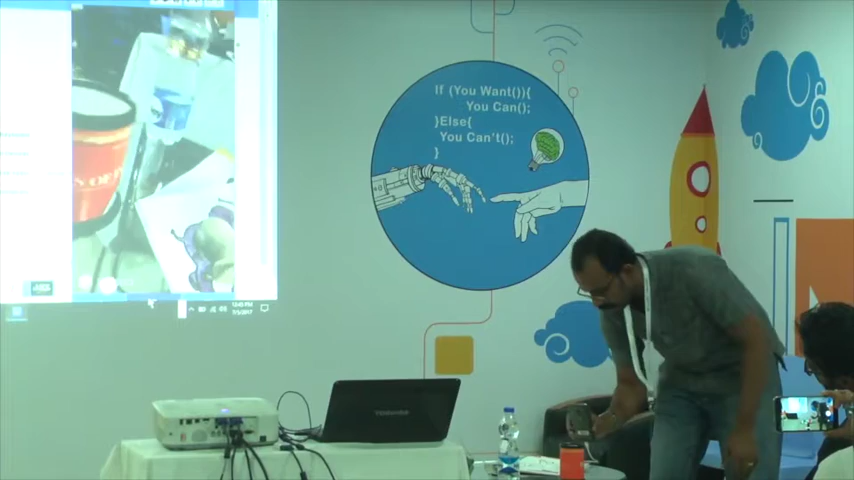 If (You Want()){
You Can();
}Else{
You Can't();
}
TOSHIBA